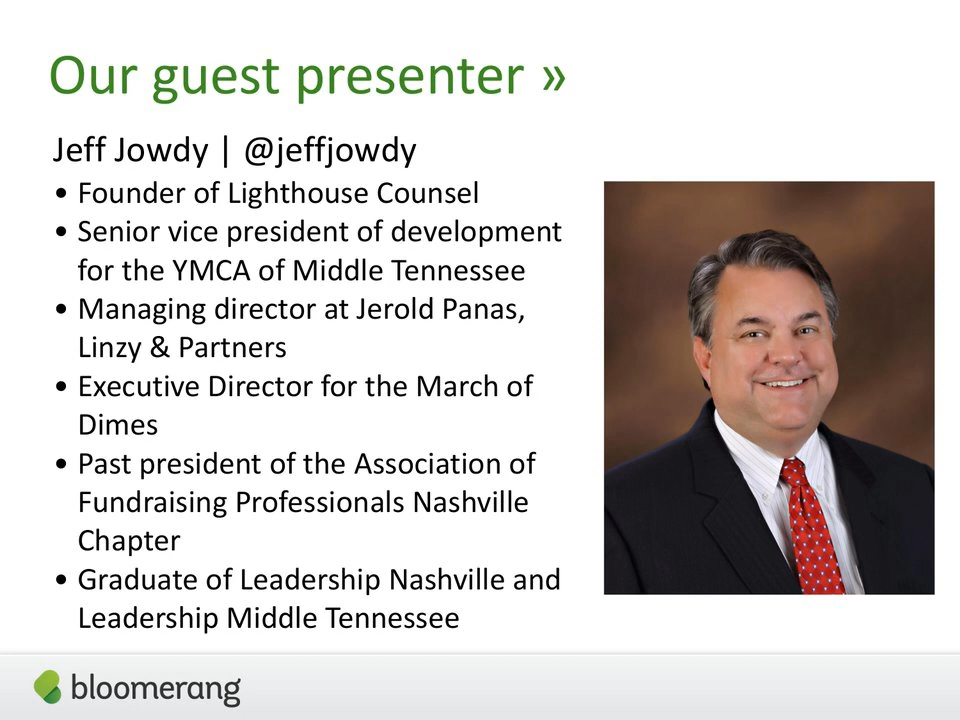 Our guest presenter »
Jeff Jowdy | @jeffjowdy
• Founder of Lighthouse Counsel
• Senior vice president of development
for the YMCA of Middle Tennessee
• Managing director at Jerold Panas,
Linzy & Partners
• Executive Director for the March of
Dimes
• Past president of the Association of
Fundraising Professionals Nashville
Chapter
• Graduate of Leadership Nashville and
Leadership Middle Tennessee
bloomerang